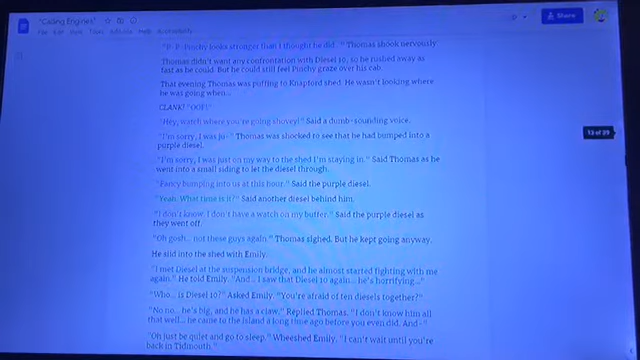 "Ciding Engines"
File Edit View Tools Add-ons Help Accessibility
Share
13 of 29
"P-P-Pinchy looks stronger than I thought he did..." Thomas shook nervously.
Thomas didn't want any confrontation with Diesel 10, so he rushed away as
fast as he could. But he could still feel Pinchy graze over his cab.
That evening Thomas was puffing to Knapford shed. He wasn't looking where
he was going when...
CLANK! "OOF!"
"Hey, watch where you're going shovey!" Said a dumb-sounding voice.
"I'm sorry, I was ju-" Thomas was shocked to see that he had bumped into a
purple diesel.
"I'm sorry, I was just on my way to the shed I'm staying in." Said Thomas as he
went into a small siding to let the diesel through.
"Fancy bumping into us at this hour." Said the purple diesel.
"Yeah. What time is it?" Said another diesel behind him.
"I don't know. I don't have a watch on my buffer." Said the purple diesel as
they went off.
"Oh gosh... not these guys again." Thomas sighed. But he kept going anyway.
He slid into the shed with Emily.
"I met Diesel at the suspension bridge, and he almost started fighting with me
again." He told Emily. "And... I saw that Diesel 10 again... he's horrifying..."
"Who... is Diesel 10?" Asked Emily. "You're afraid of ten diesels together?"
"No no... he's big, and he has a claw." Replied Thomas. "I don't know him all
that well... he came to the island a long time ago before you even did. And-"
"Oh just be quiet and go to sleep." Wheeshed Emily. "I can't wait until you're
back in Tidmouth."